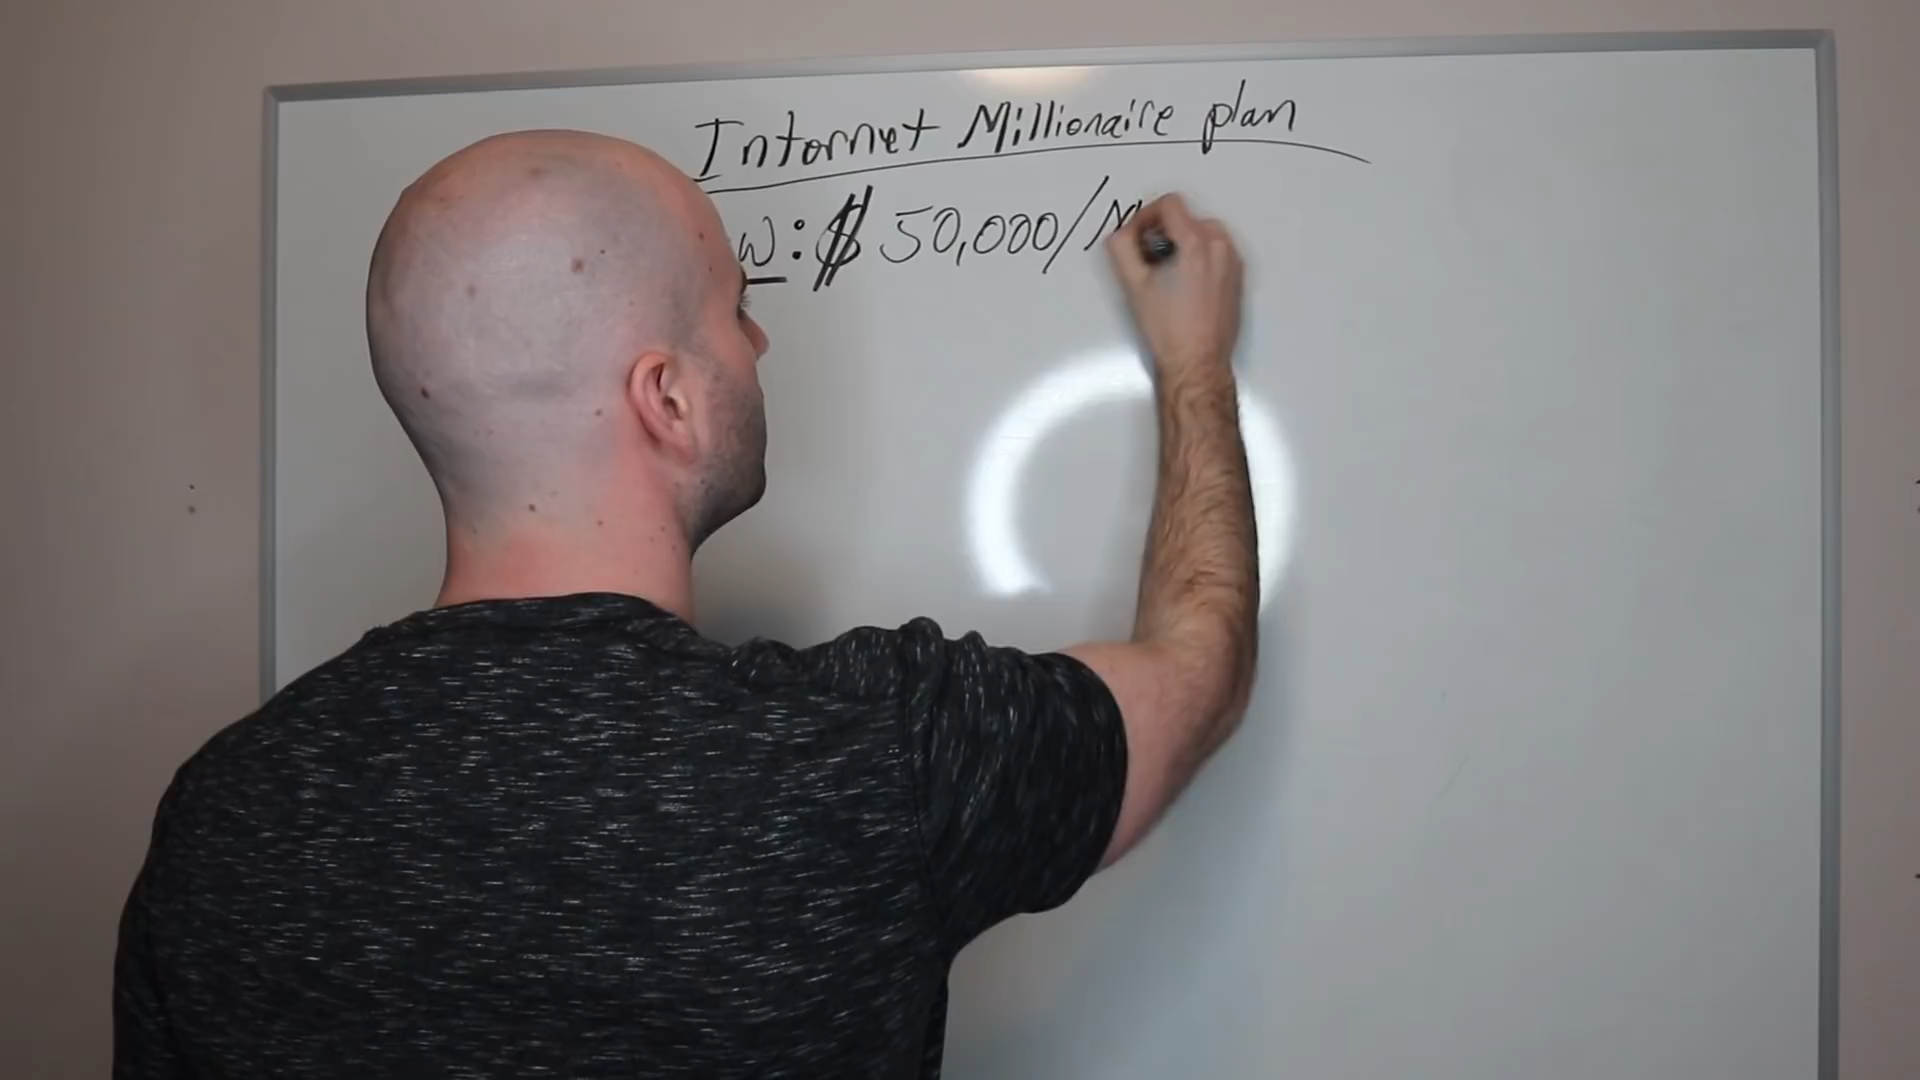 Internet Millionaire plan
w: $ 50,000/M